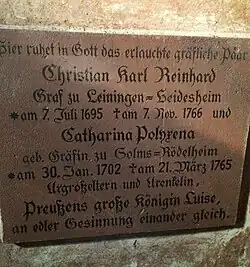 Hier ruhet in Gott das erlauchte gräfliche Paar
Christian Karl Reinhard
Graf zu Leiningen=Heidesheim
*am 7. Juli 1695 †am 7. Nov. 1766 und
Catharina Polyxena
geb. Gräfin zu Solms=Rödelheim
*am 30. Jan. 1702 †am 21. März 1765
Urgroßeltern und Urenkelin,
Preußens große Königin Luise,
an edler Gesinnung einander gleich.